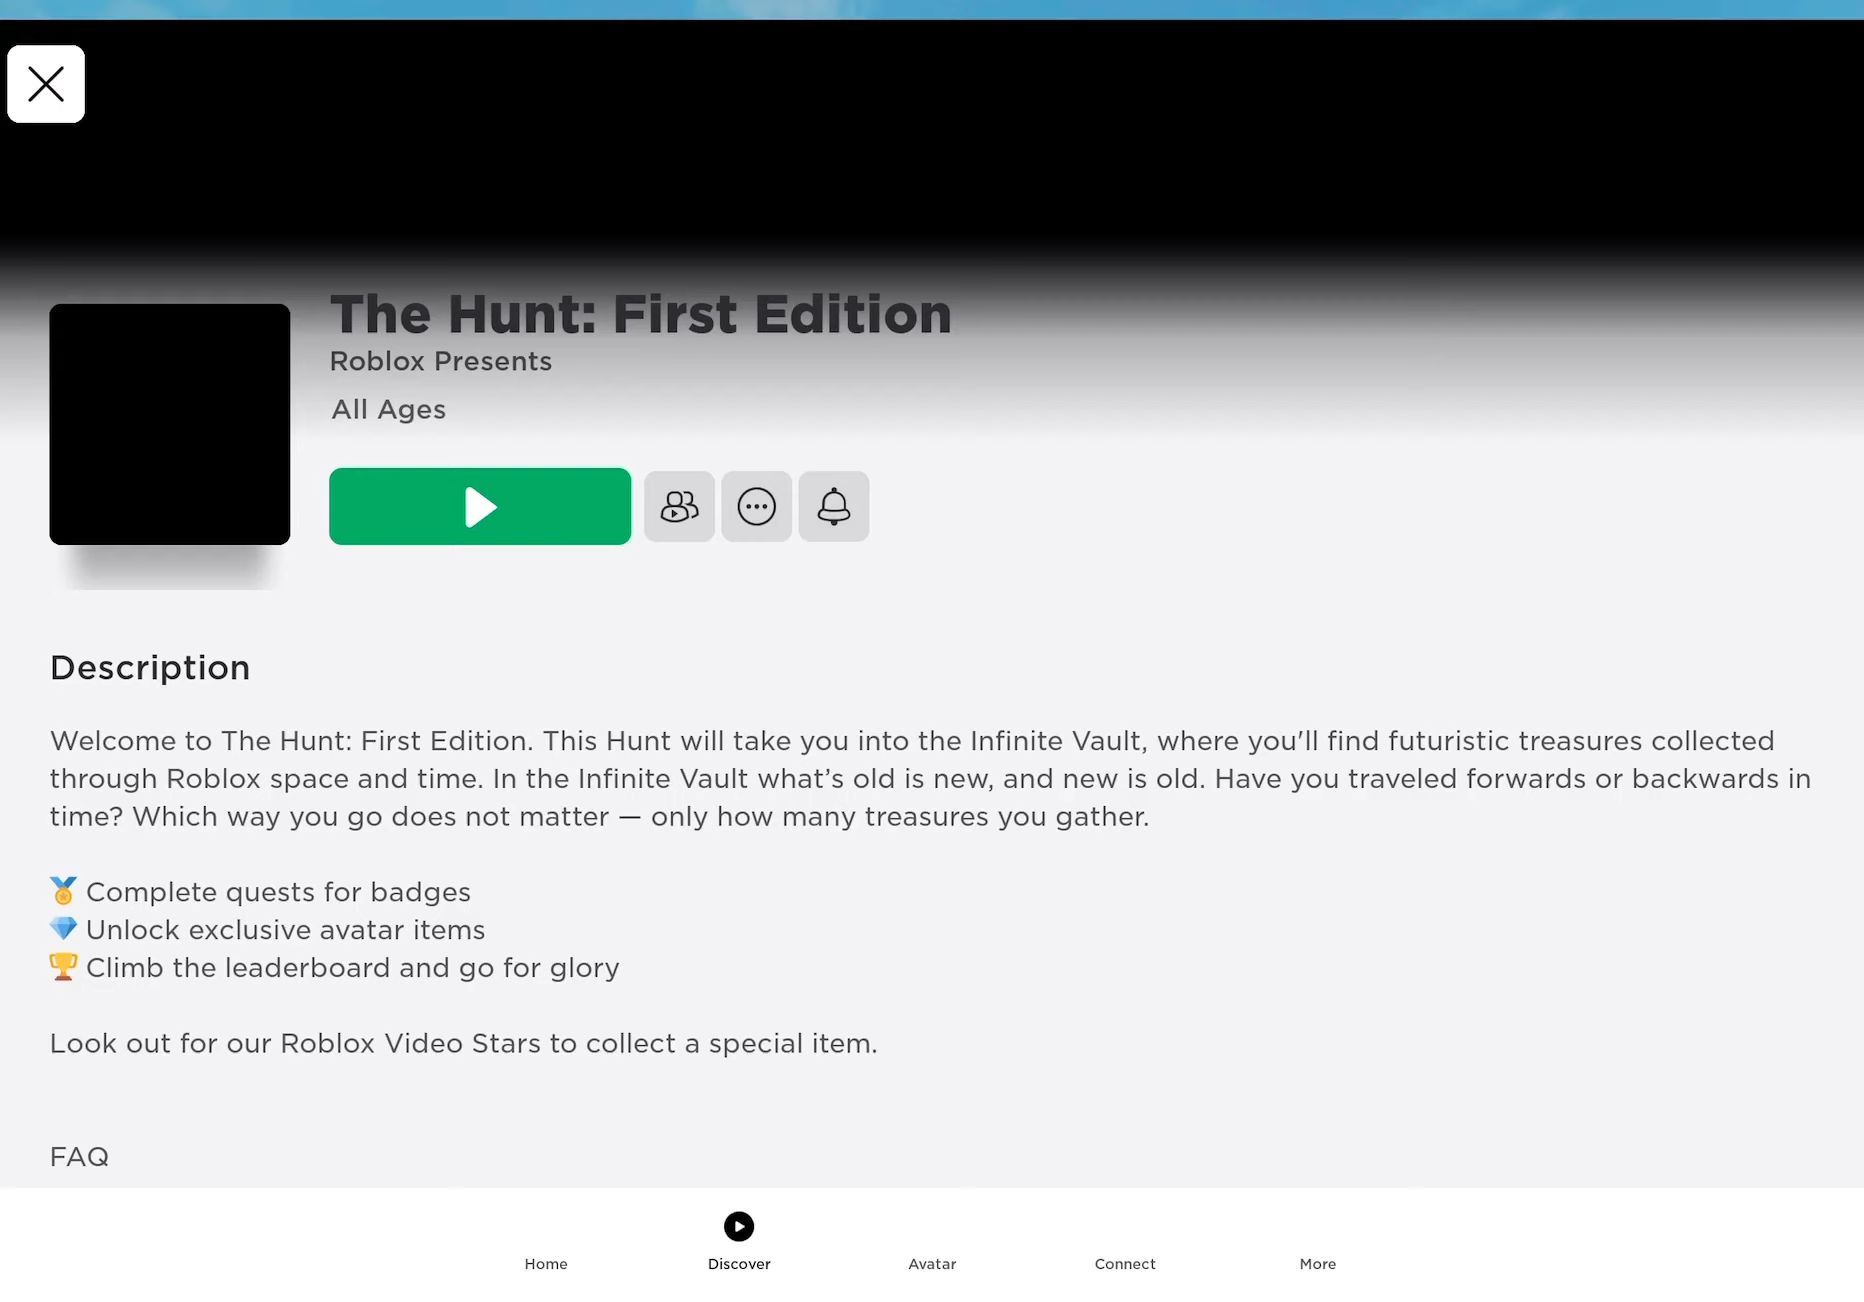 The Hunt: First Edition
Roblox Presents
All Ages
Description
Welcome to The Hunt: First Edition. This Hunt will take you into the Infinite Vault, where you'll find futuristic treasures collected
through Roblox space and time. In the Infinite Vault what’s old is new, and new is old. Have you traveled forwards or backwards in
time? Which way you go does not matter — only how many treasures you gather.
🏅 Complete quests for badges
💎 Unlock exclusive avatar items
🏆 Climb the leaderboard and go for glory
Look out for our Roblox Video Stars to collect a special item.
FAQ
Home Discover Avatar Connect More